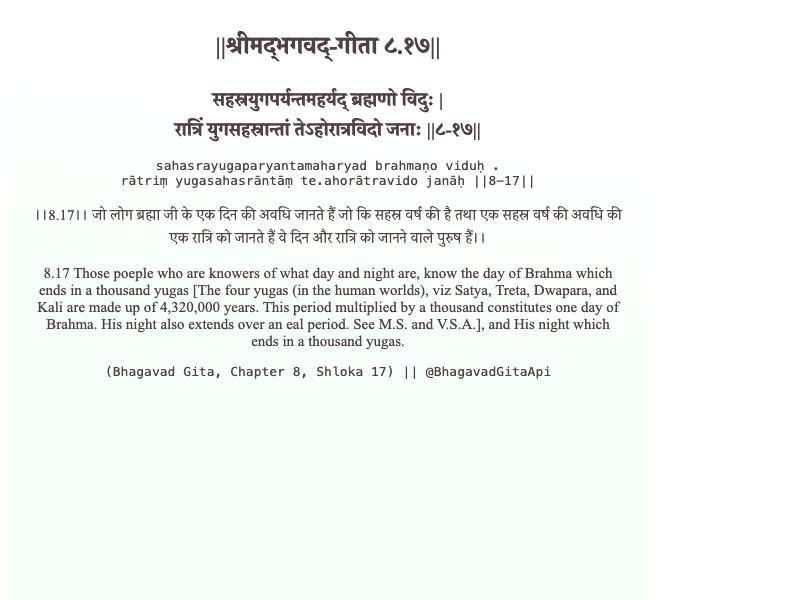 ||श्रीमद्‍भगवद्‍-गीता ८.१७||
सहस्रयुगपर्यन्तमहर्यद् ब्रह्मणो विदुः |
रात्रिं युगसहस्रान्तां तेऽहोरात्रविदो जनाः ||८-१७||
sahasrayugaparyantamaharyad brahmaṇo viduḥ .
rātriṃ yugasahasrāntāṃ te.ahorātravido janāḥ ||8-17||
।।8.17।। जो लोग ब्रह्मा जी के एक दिन की अवधि जानते हैं जो कि सहस्र वर्ष की है तथा एक सहस्र वर्ष की अवधि की
एक रात्रि को जानते हैं वे दिन और रात्रि को जानने वाले पुरुष हैं।।
8.17 Those poeple who are knowers of what day and night are, know the day of Brahma which
ends in a thousand yugas [The four yugas (in the human worlds), viz Satya, Treta, Dwapara, and
Kali are made up of 4,320,000 years. This period multiplied by a thousand constitutes one day of
Brahma. His night also extends over an eal period. See M.S. and V.S.A.], and His night which
ends in a thousand yugas.
(Bhagavad Gita, Chapter 8, Shloka 17) || @BhagavadGitaApi